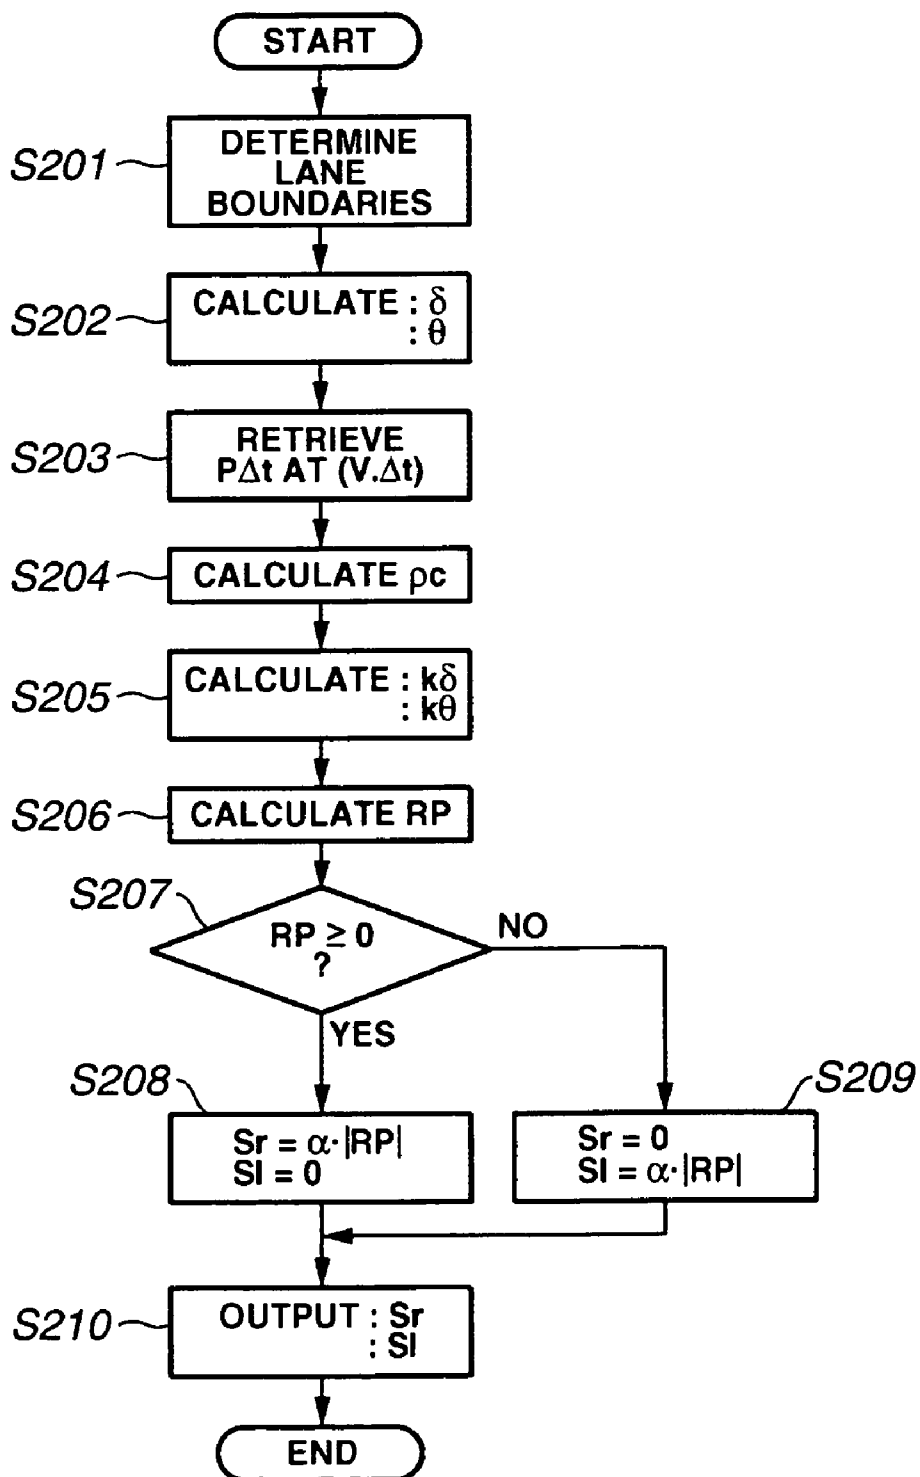 START
S201
DETERMINE
LANE
BOUNDARIES
S202
CALCULATE : δ
: θ
S203
RETRIEVE
PΔt AT (V.Δt)
S204
CALCULATE ρc
S205
CALCULATE : kδ
: kθ
S206
CALCULATE RP
S207
RP ≥ 0
?
NO
YES
S208
Sr = α·|RP|
Sl = 0
S209
Sr = 0
Sl = α·|RP|
S210
OUTPUT : Sr
: Sl
END